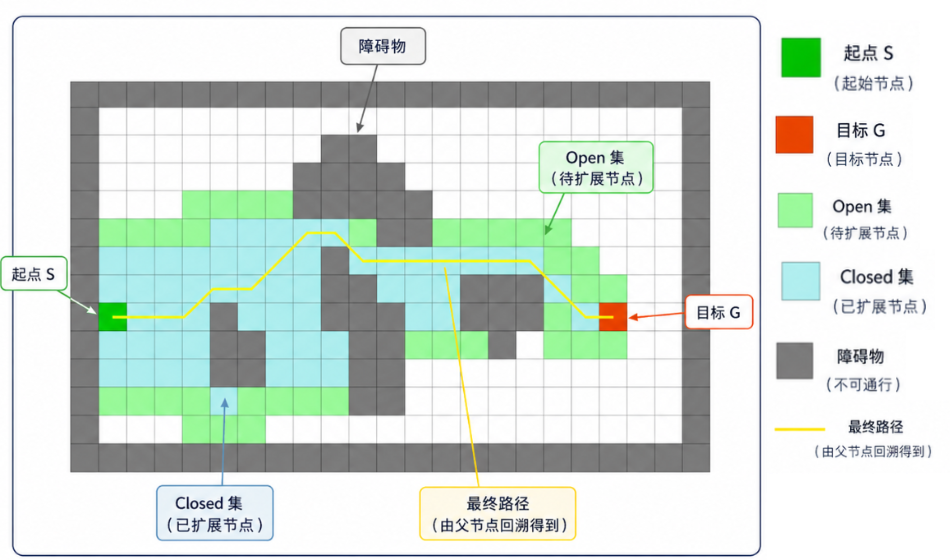 障碍物
Open 集
(待扩展节点)
起点 S
目标 G
Closed 集
(已扩展节点)
最终路径
(由父节点回溯得到)
起点 S
(起始节点)
目标 G
(目标节点)
Open 集
(待扩展节点)
Closed 集
(已扩展节点)
障碍物
(不可通行)
最终路径
(由父节点回溯得到)